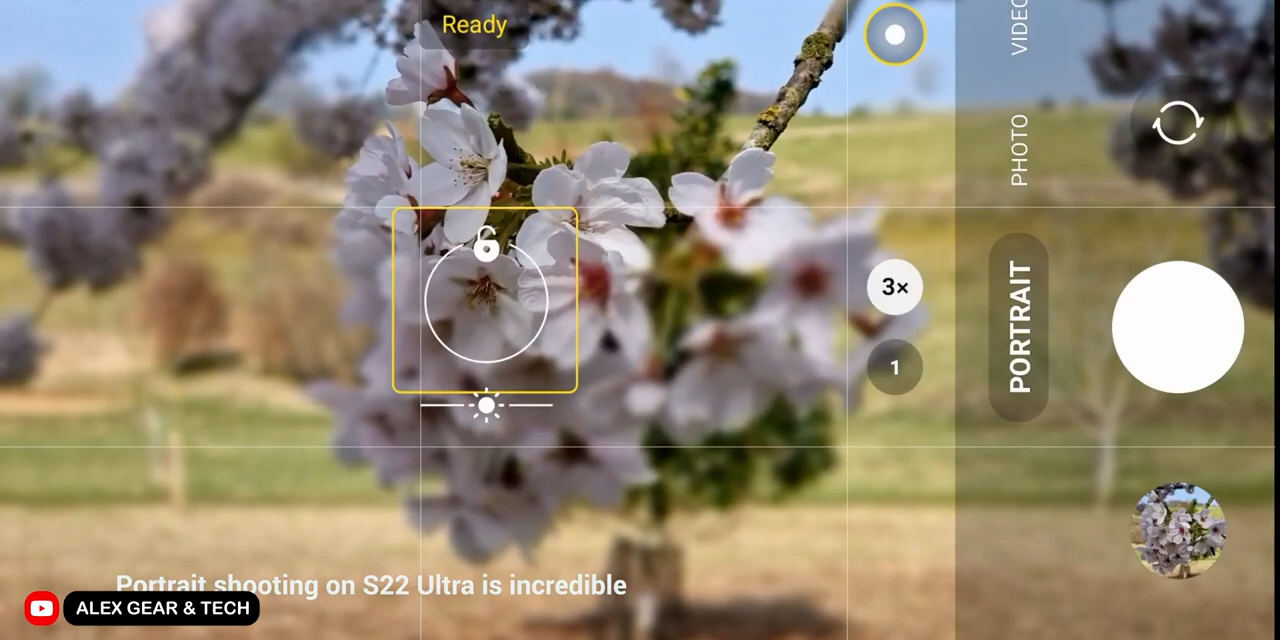 Ready
VIDEO
PHOTO
3×
PORTRAIT
1
Portrait shooting on S22 Ultra is incredible
ALEX GEAR & TECH